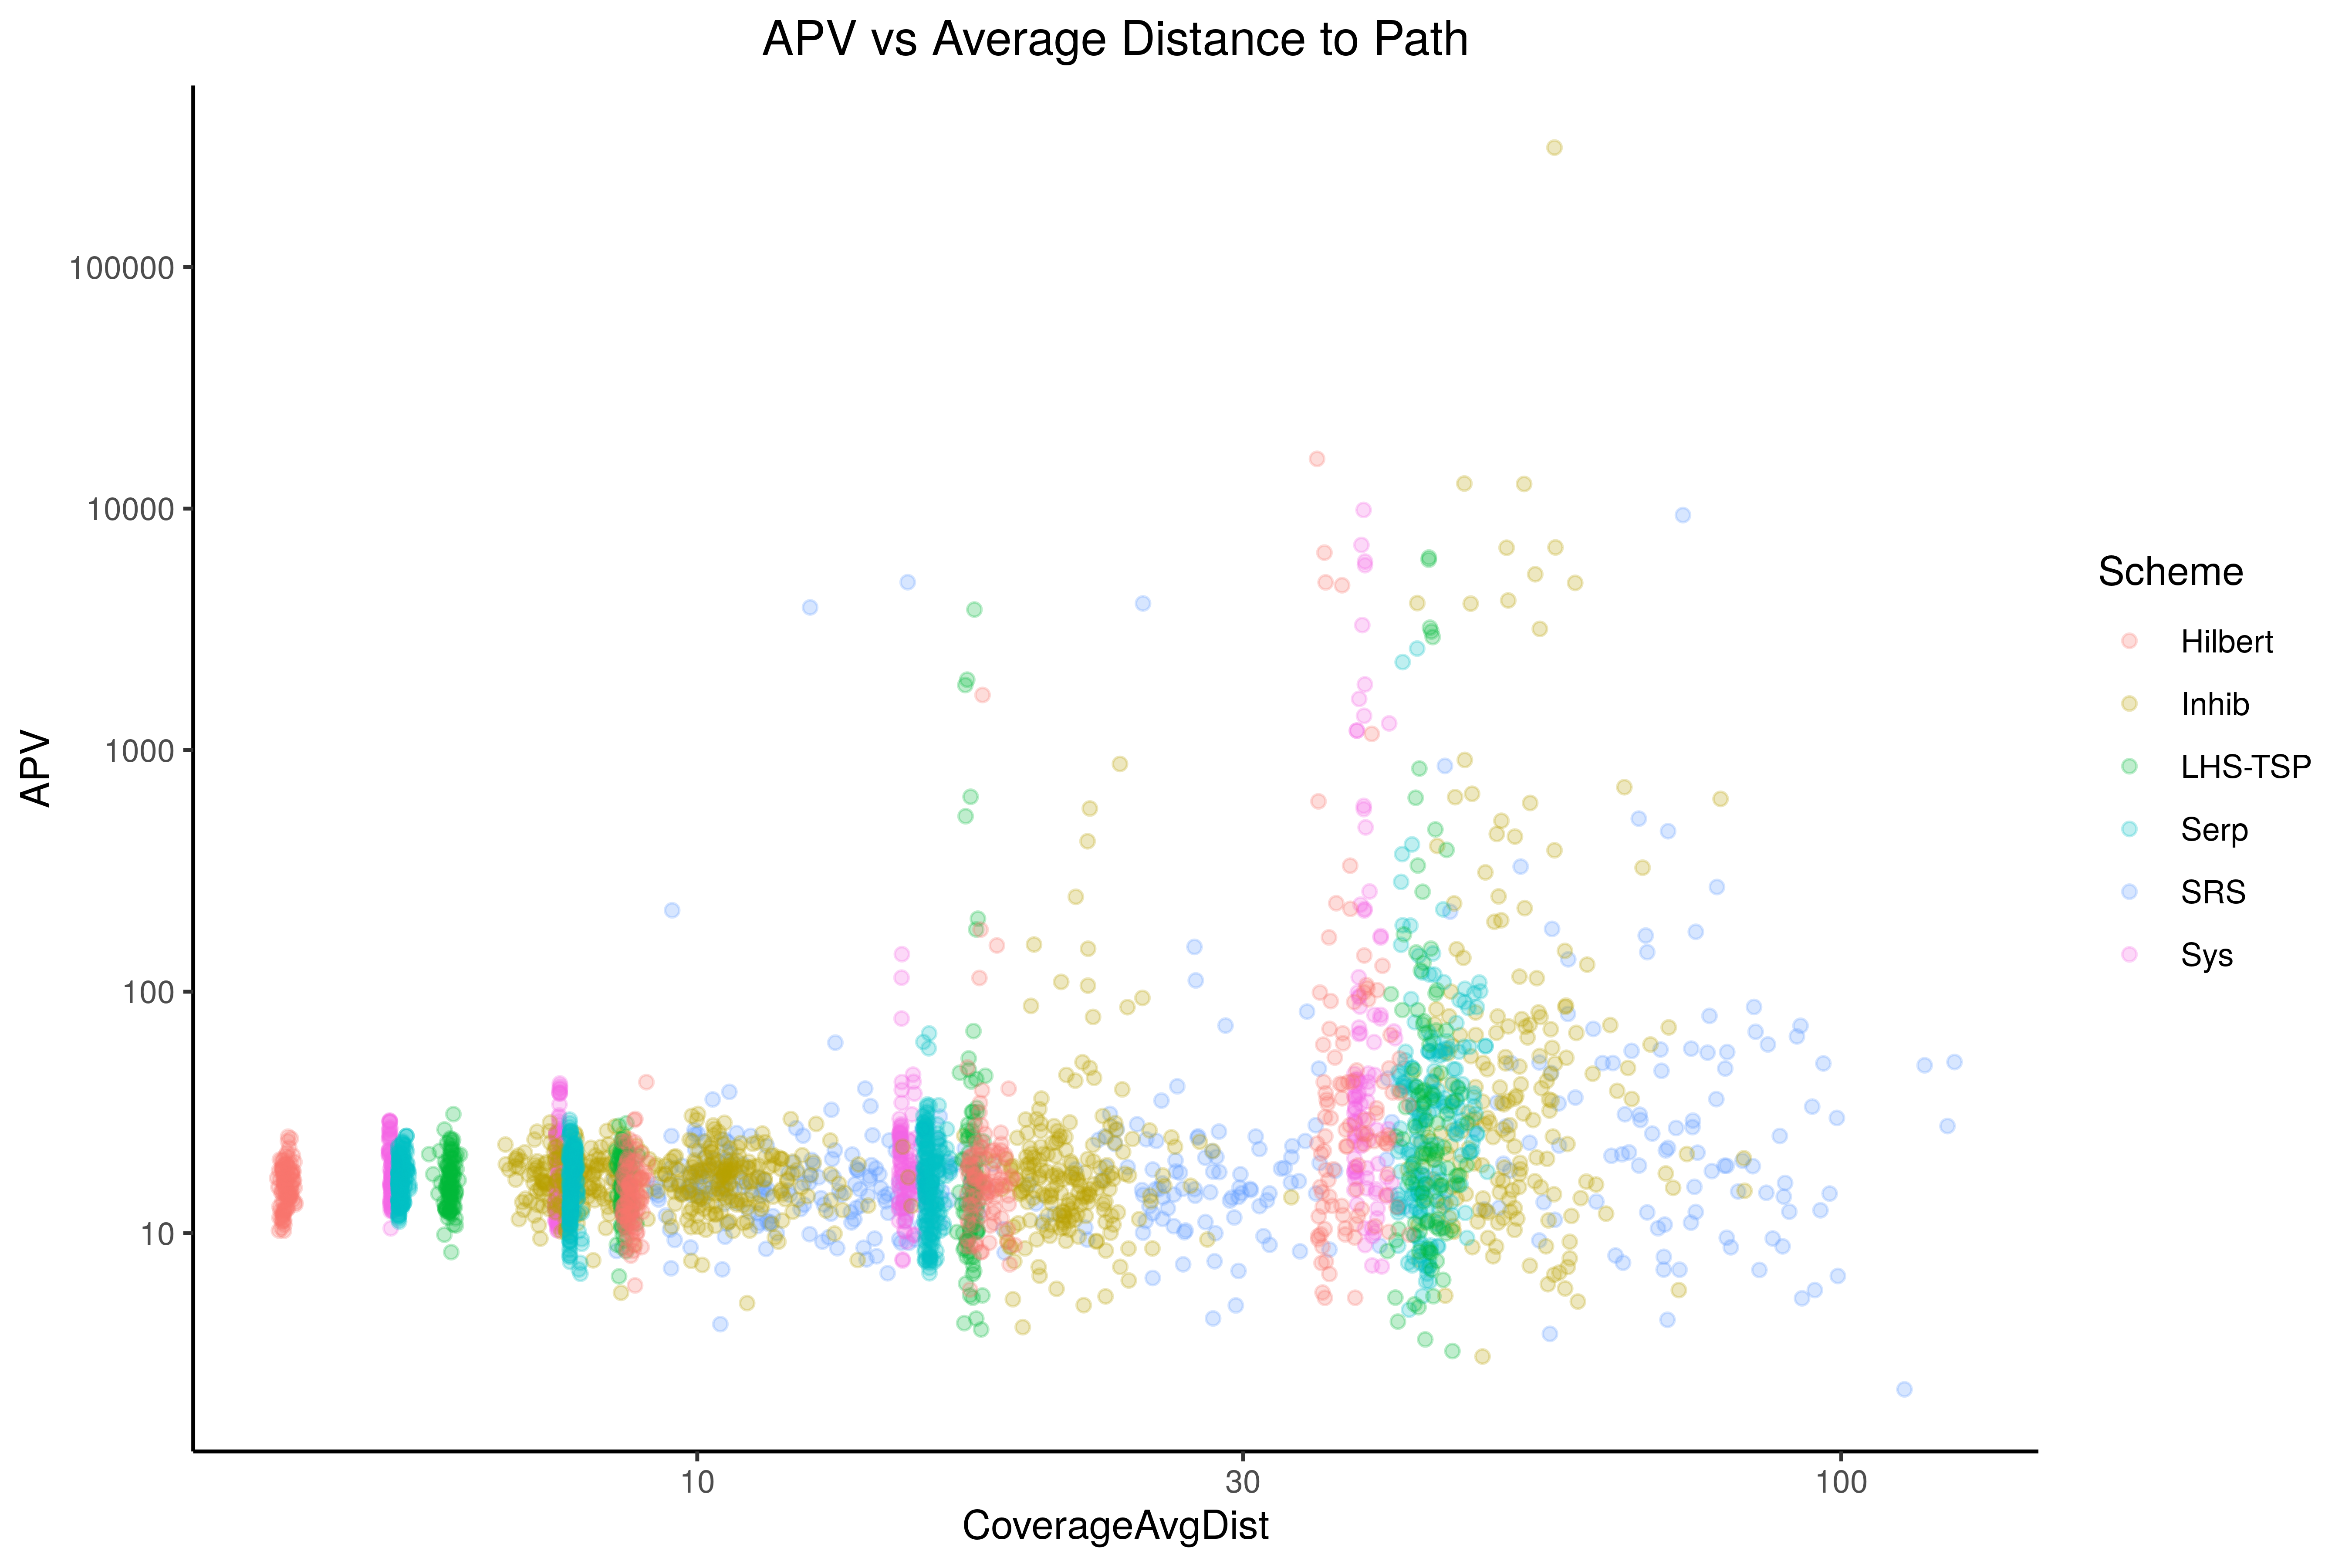 APV vs Average Distance to Path
APV
100000
10000
1000
100
10
10
30
100
CoverageAvgDist
Scheme
Hilbert
Inhib
LHS-TSP
Serp
SRS
Sys